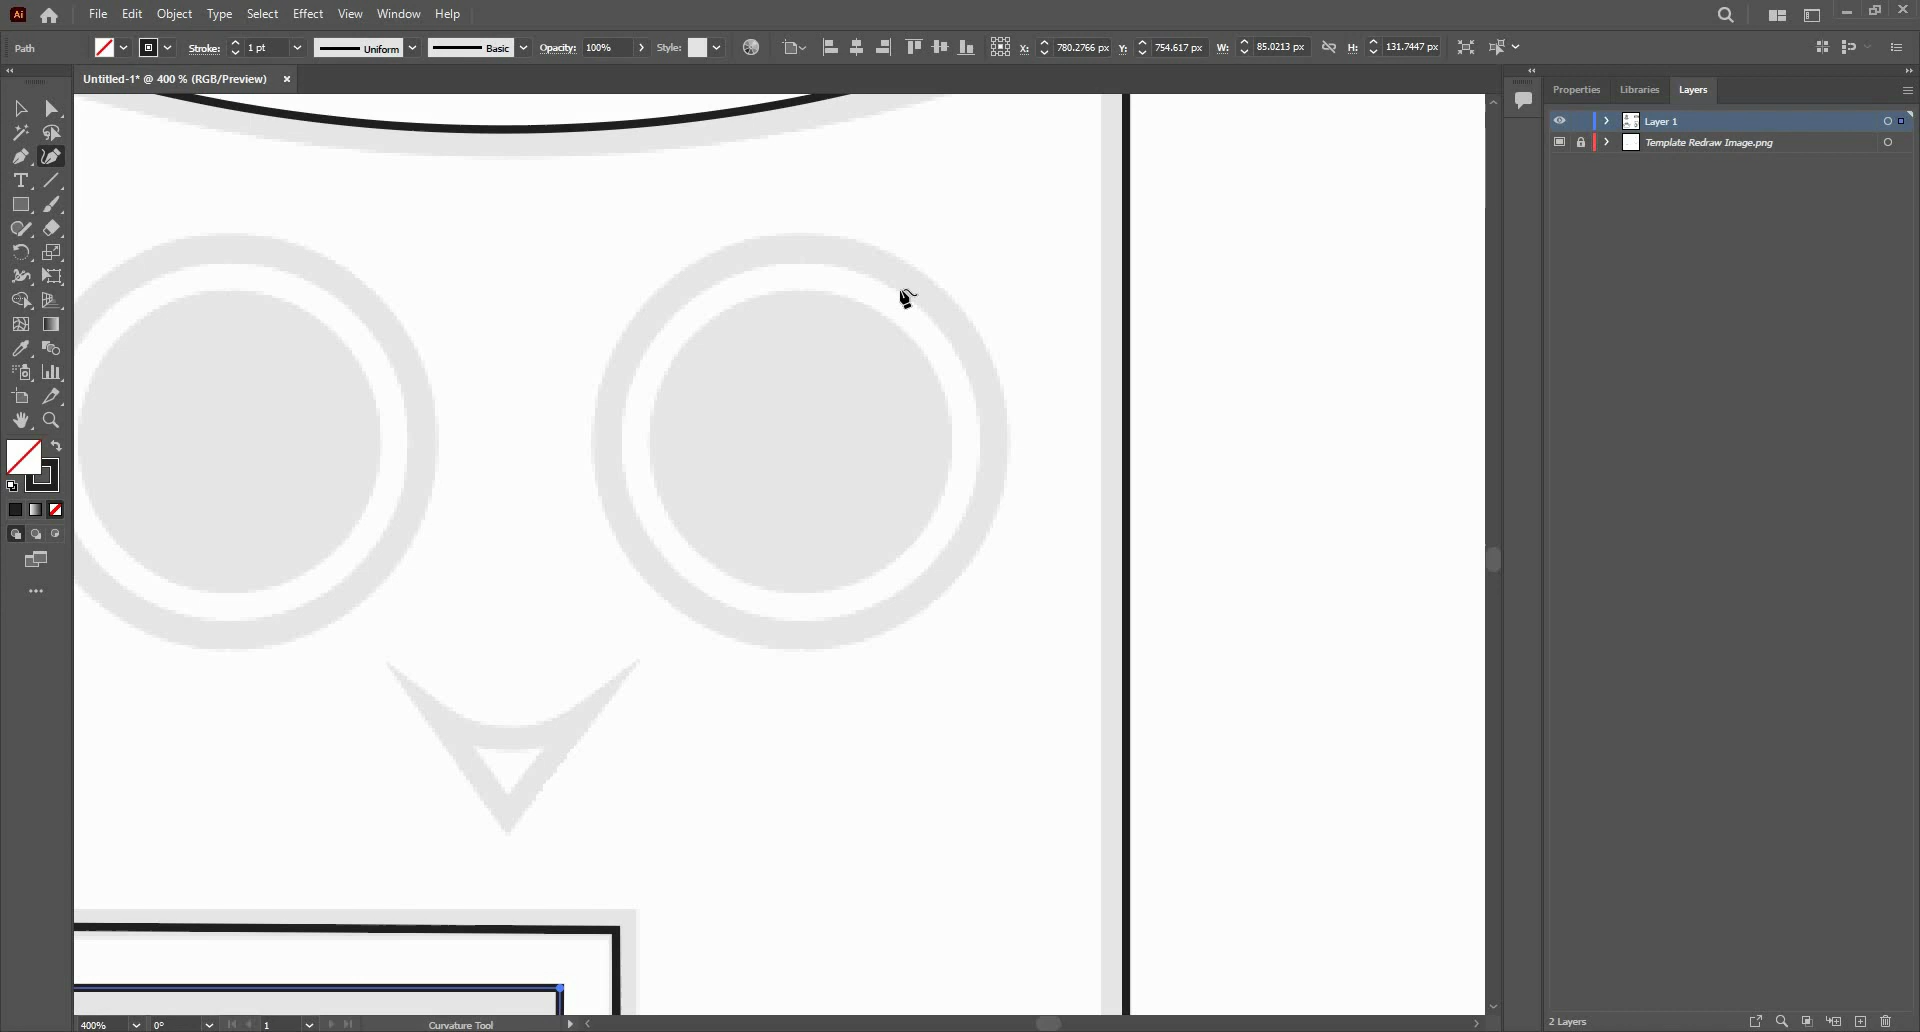 Ai File Edit Object Type Select Effect View Window Help
Path Stroke: 1 pt Uniform Basic Opacity: 100% Style: X: 780.2766 px Y: 754.617 px W: 85.0213 px H: 131.7447 px
Untitled-1* @ 400 % (RGB/Preview)
Properties Libraries Layers
Layer 1
Template Redraw Image.png
400% 0° 1 Curvature Tool
2 Layers